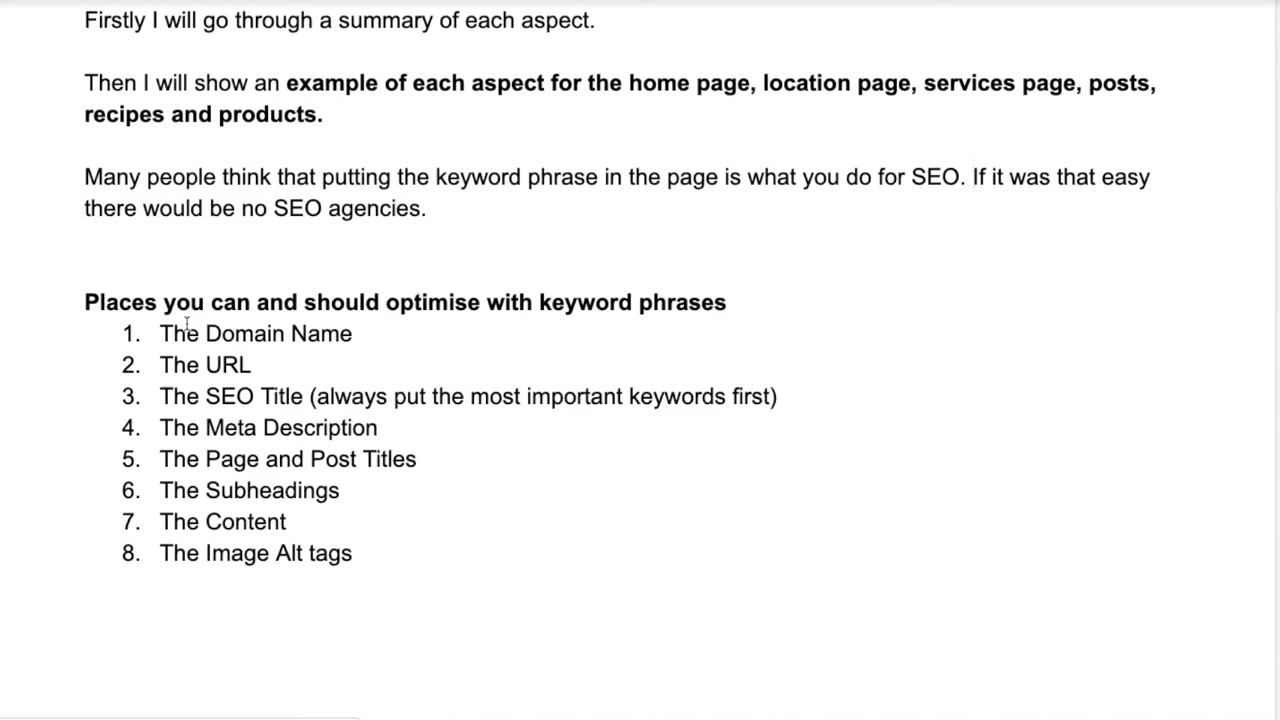 Firstly I will go through a summary of each aspect.
Then I will show an example of each aspect for the home page, location page, services page, posts,
recipes and products.
Many people think that putting the keyword phrase in the page is what you do for SEO. If it was that easy
there would be no SEO agencies.
Places you can and should optimise with keyword phrases
1. The Domain Name
2. The URL
3. The SEO Title (always put the most important keywords first)
4. The Meta Description
5. The Page and Post Titles
6. The Subheadings
7. The Content
8. The Image Alt tags